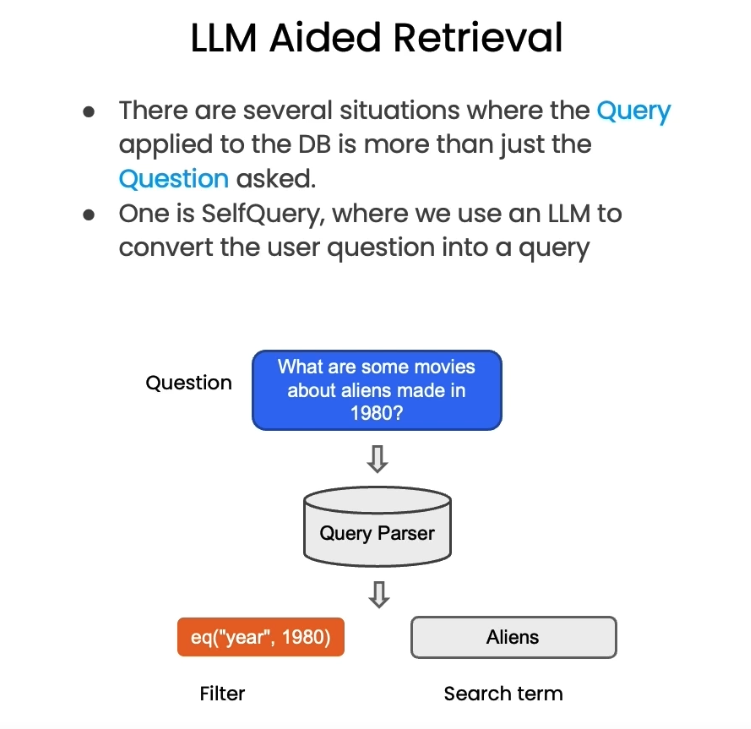 LLM Aided Retrieval
● There are several situations where the Query
applied to the DB is more than just the
Question asked.
● One is SelfQuery, where we use an LLM to
convert the user question into a query
Question
What are some movies
about aliens made in
1980?
Query Parser
eq("year", 1980)
Aliens
Filter
Search term